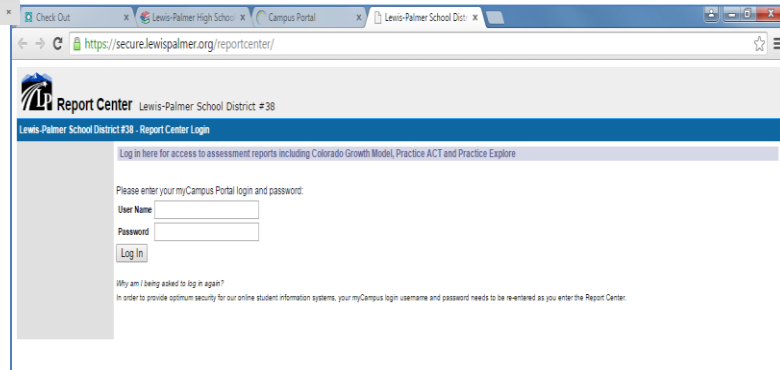 Check Out
Lewis-Palmer High School
Campus Portal
Lewis-Palmer School Distr
https://secure.lewispalmer.org/reportcenter/
LP Report Center Lewis-Palmer School District #38
Lewis-Palmer School District #38 - Report Center Login
Log in here for access to assessment reports including Colorado Growth Model, Practice ACT and Practice Explore
Please enter your myCampus Portal login and password:
User Name
Password
Log In
Why am I being asked to log in again?
In order to provide optimum security for our online student information systems, your myCampus login username and password needs to be re-entered as you enter the Report Center.